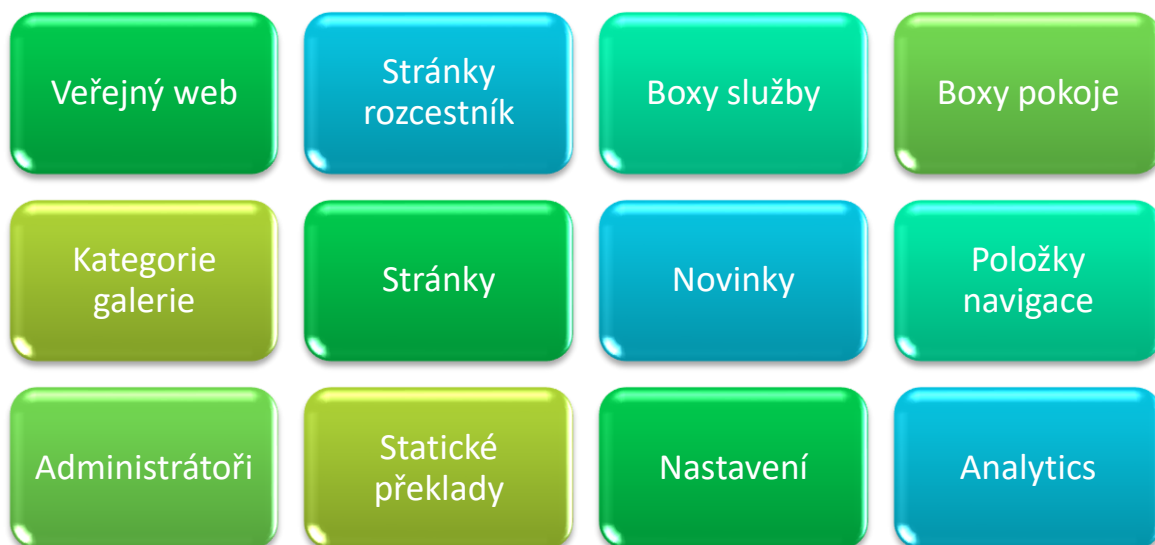 Veřejný web
Stránky
rozcestník
Boxy služby
Boxy pokoje
Kategorie
galerie
Stránky
Novinky
Položky
navigace
Administrátoři
Statické
překlady
Nastavení
Analytics